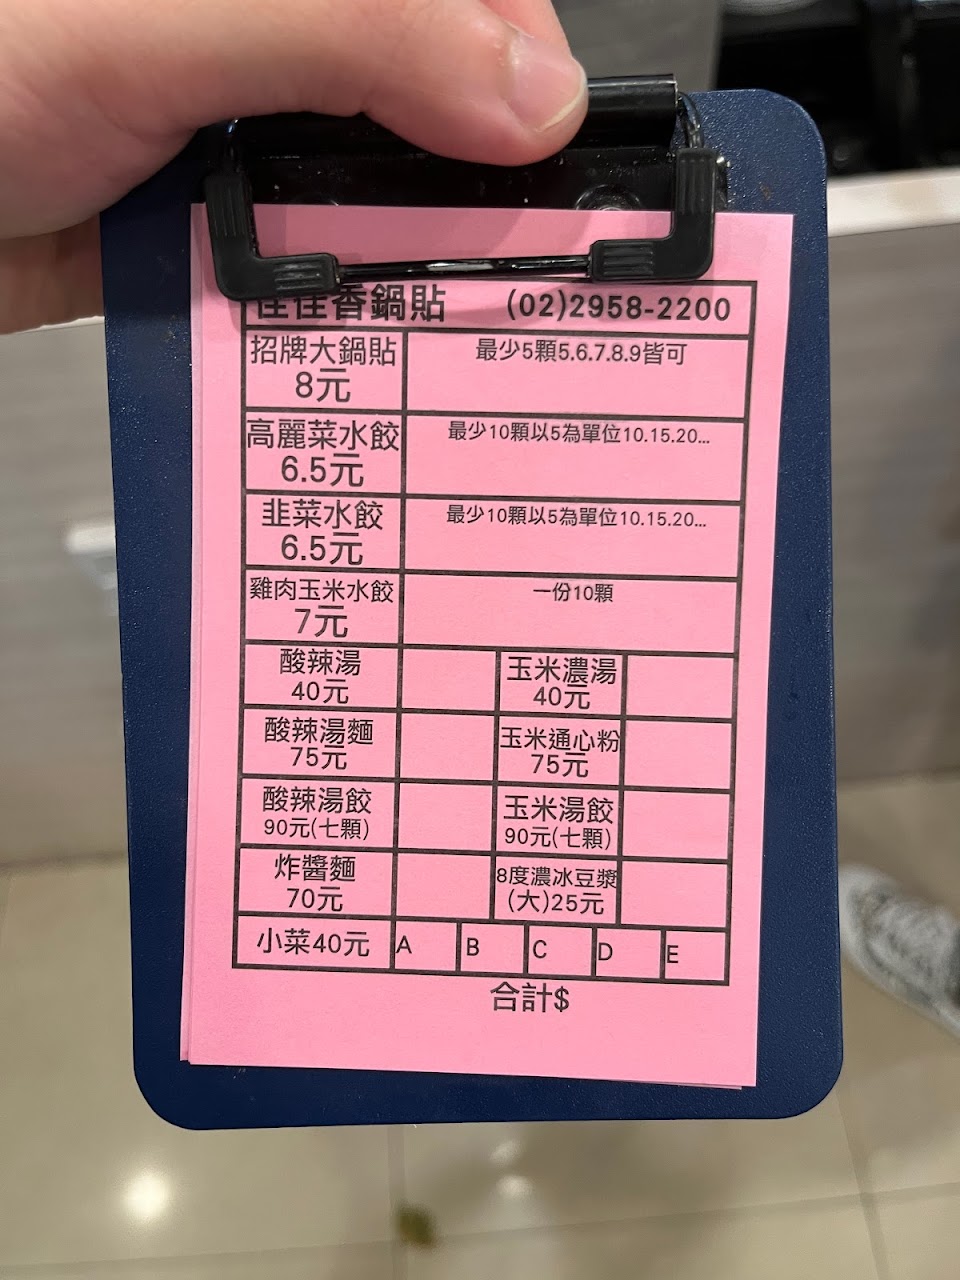 佳佳香鍋貼 (02)2958-2200
招牌大鍋貼
8元
最少5顆5.6.7.8.9皆可
高麗菜水餃
6.5元
最少10顆以5為單位10.15.20...
韭菜水餃
6.5元
最少10顆以5為單位10.15.20...
雞肉玉米水餃
7元
一份10顆
酸辣湯
40元
玉米濃湯
40元
酸辣湯麵
75元
玉米通心粉
75元
酸辣湯餃
90元(七顆)
玉米湯餃
90元(七顆)
炸醬麵
70元
8度濃冰豆漿
(大)25元
小菜40元 A B C D E
合計$